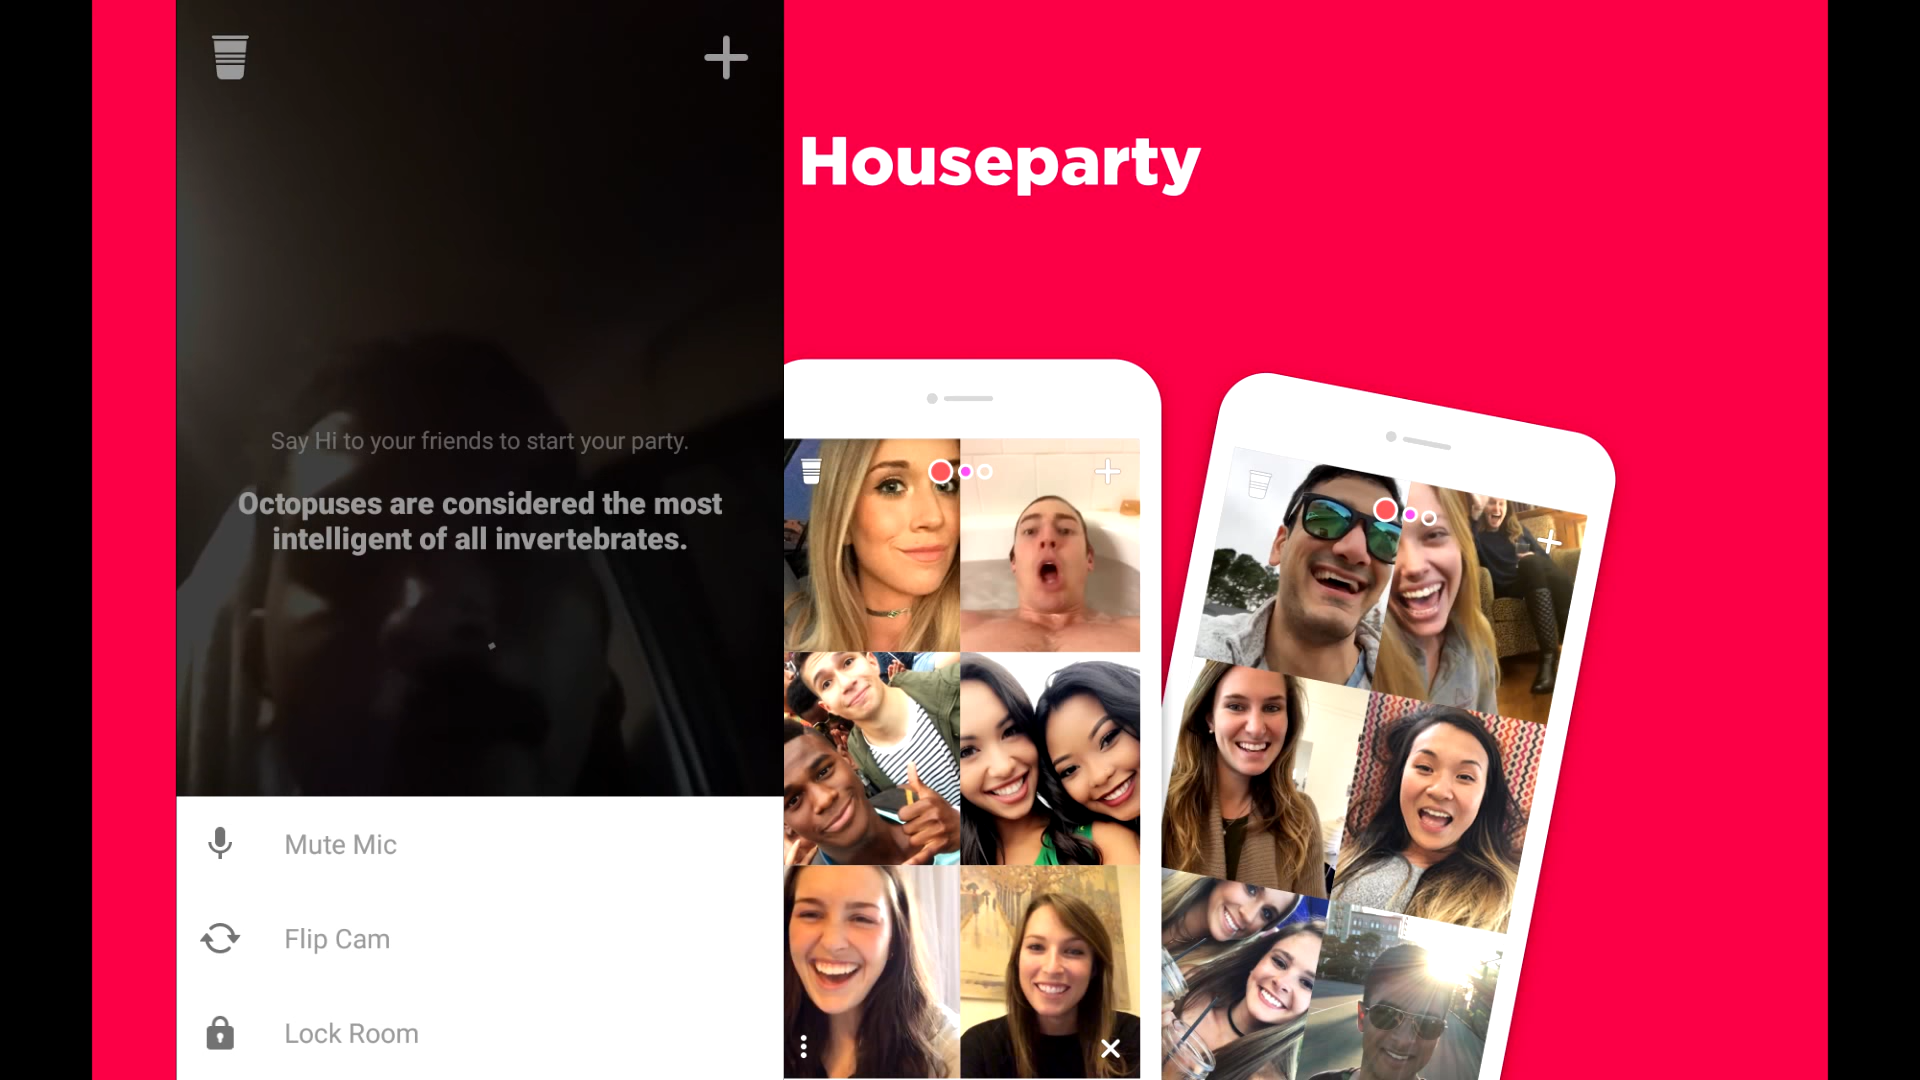 Houseparty
Say Hi to your friends to start your party.
Octopuses are considered the most
intelligent of all invertebrates.
Mute Mic
Flip Cam
Lock Room